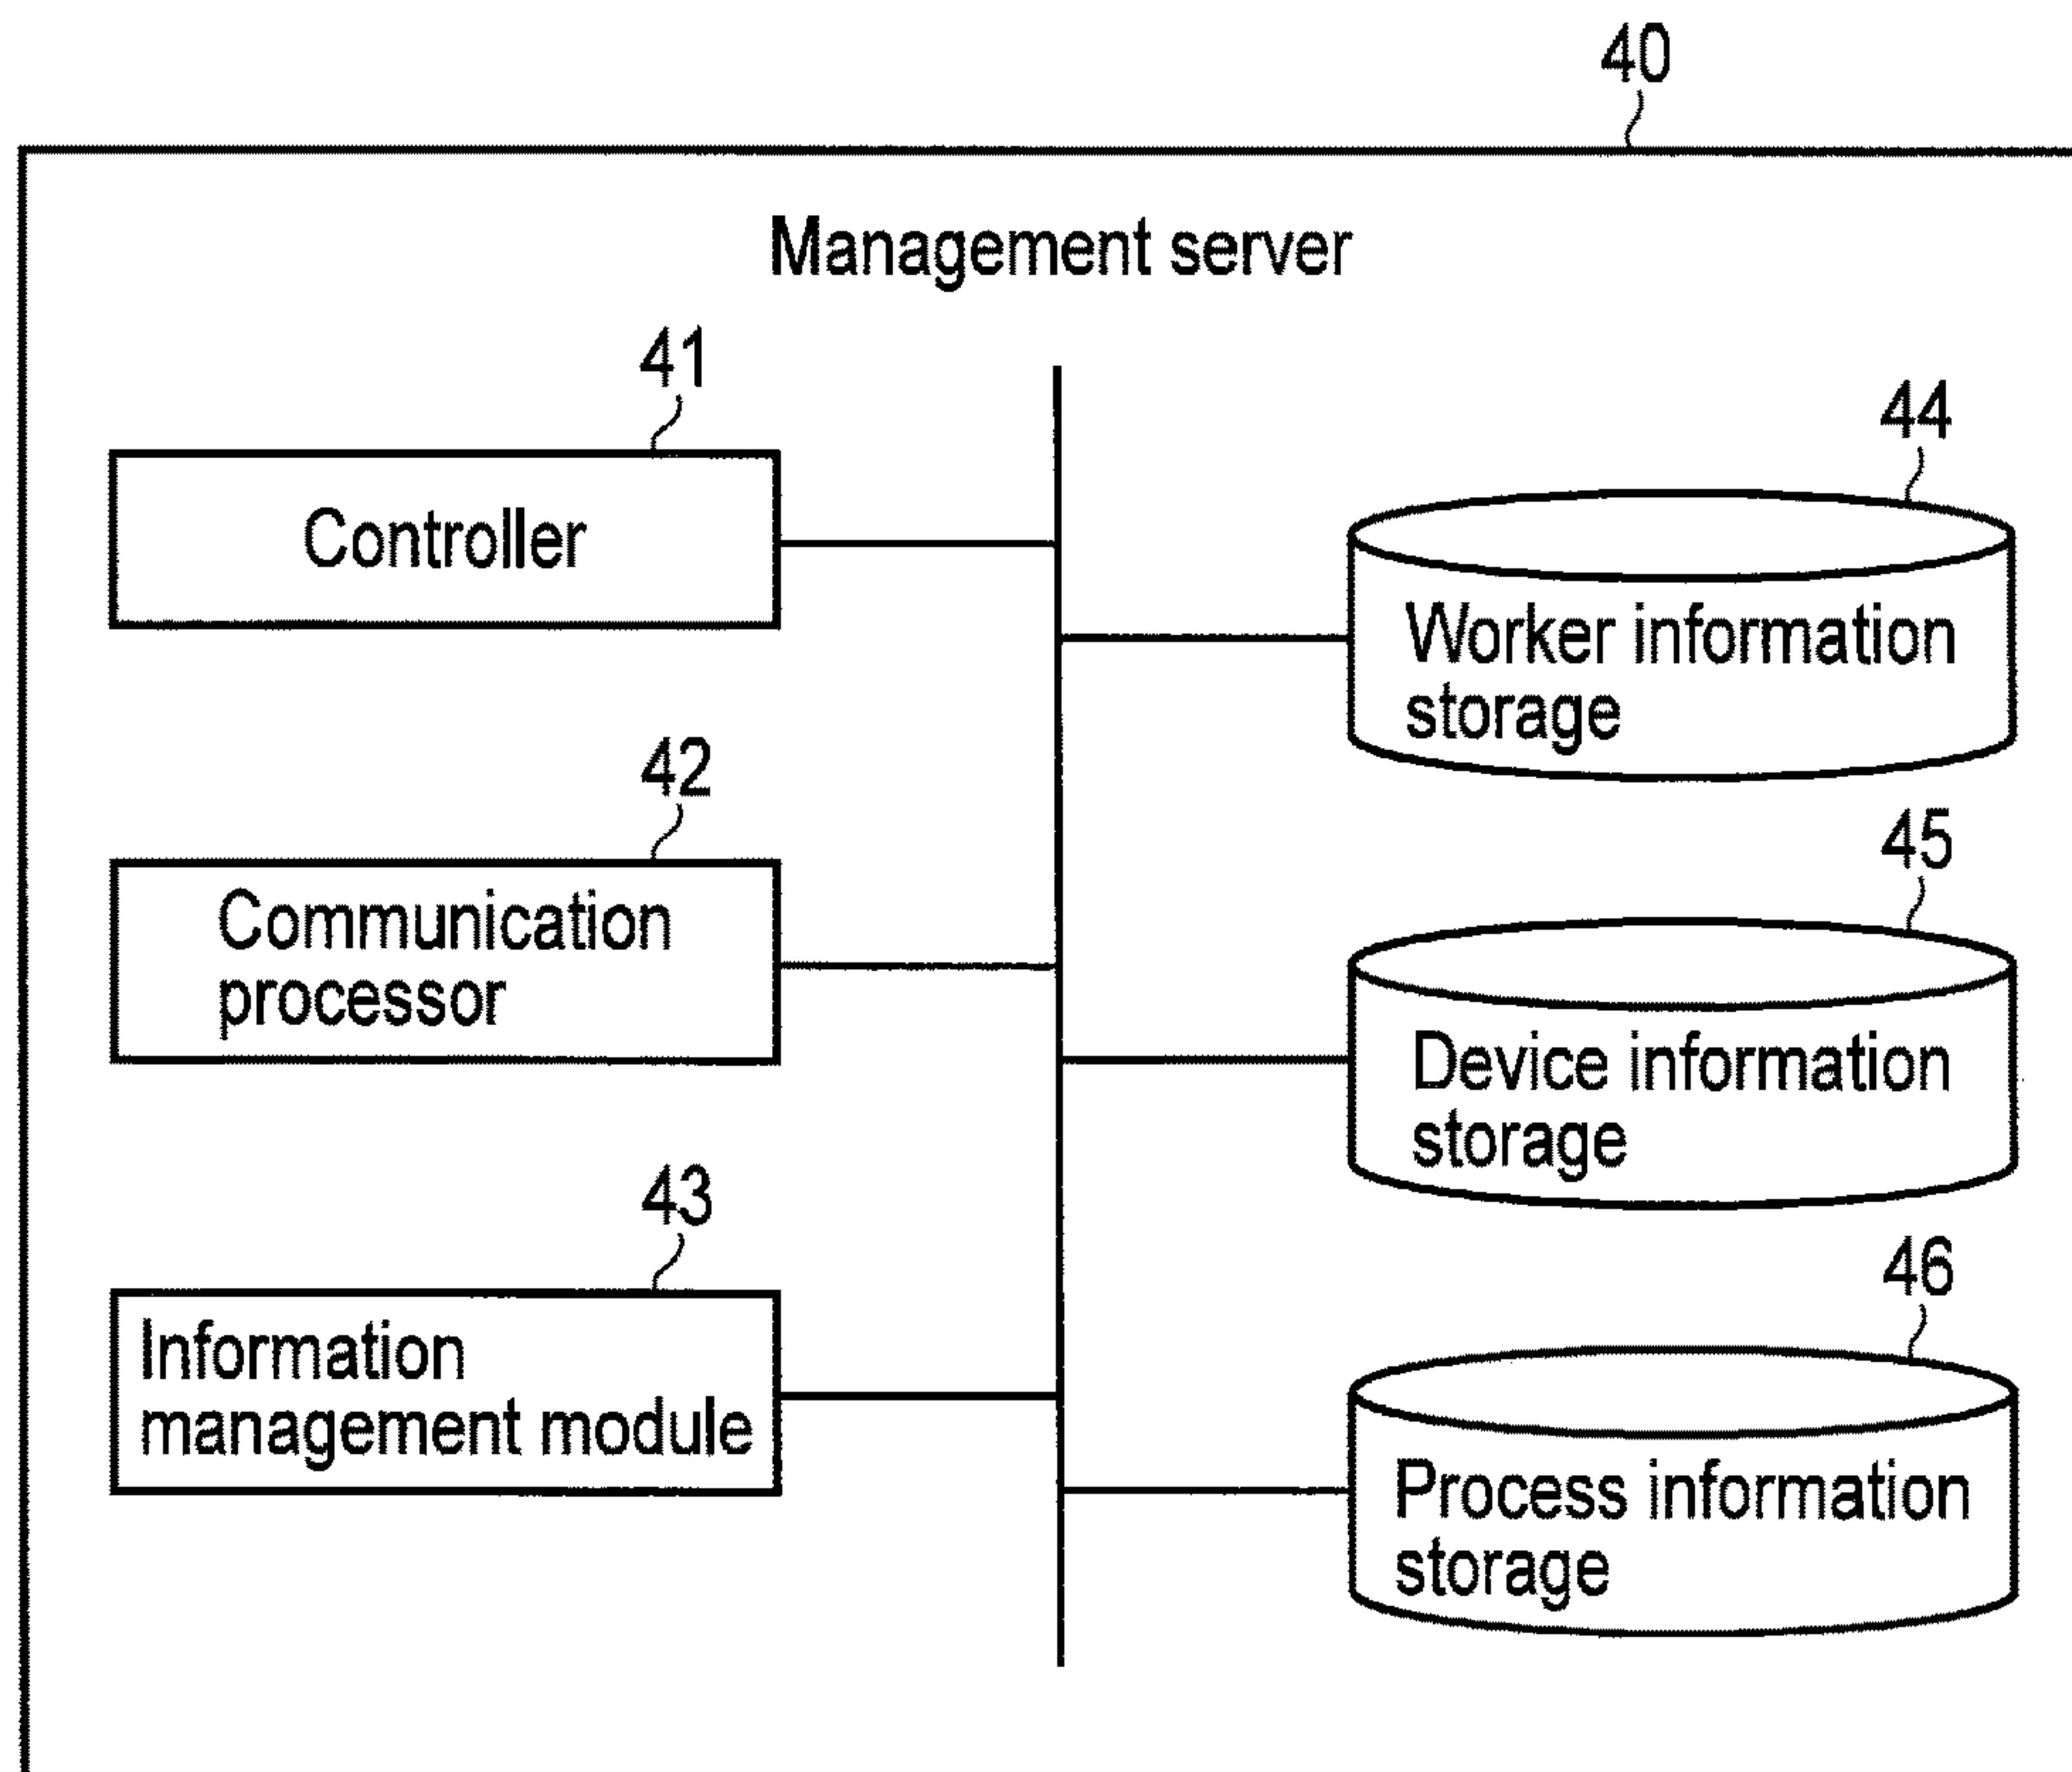 40
Management server
41
Controller
42
Communication
processor
43
Information
management module
44
Worker information
storage
45
Device information
storage
46
Process information
storage